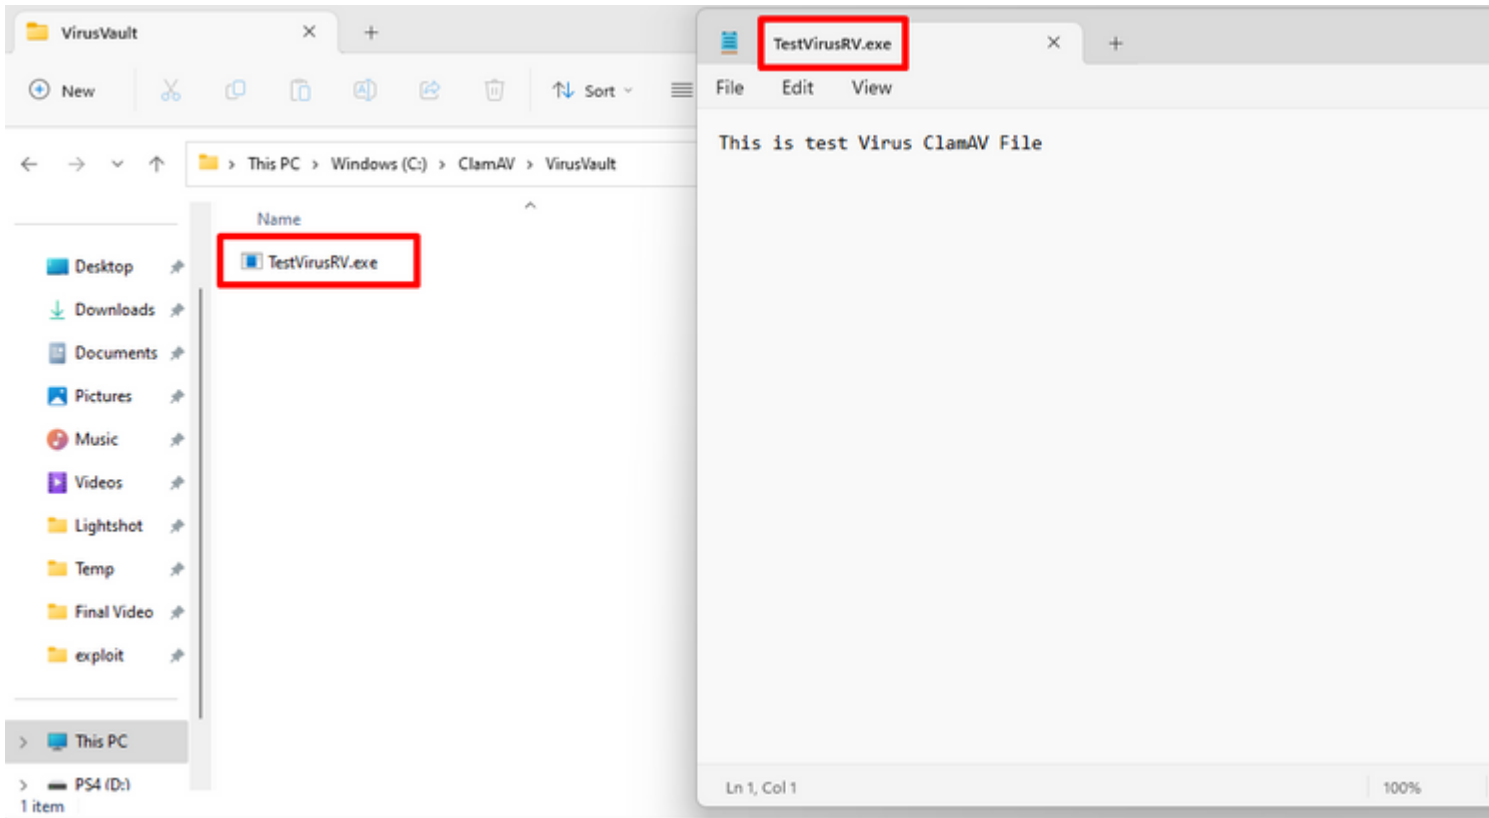 VirusVault
New
Sort
This PC > Windows (C:) > ClamAV > VirusVault
Name
TestVirusRV.exe
Desktop
Downloads
Documents
Pictures
Music
Videos
Lightshot
Temp
Final Video
exploit
This PC
PS4 (D:)
1 item
TestVirusRV.exe
File Edit View
This is test Virus ClamAV File
Ln 1, Col 1
100%